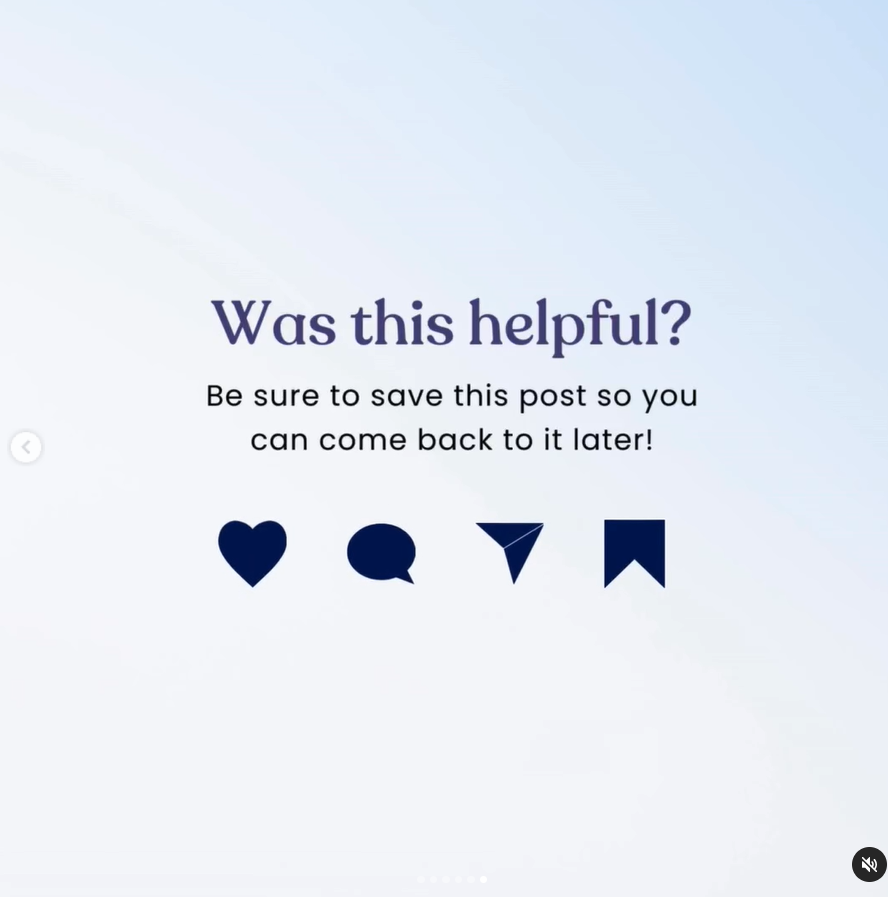 Was this helpful?
Be sure to save this post so you
can come back to it later!